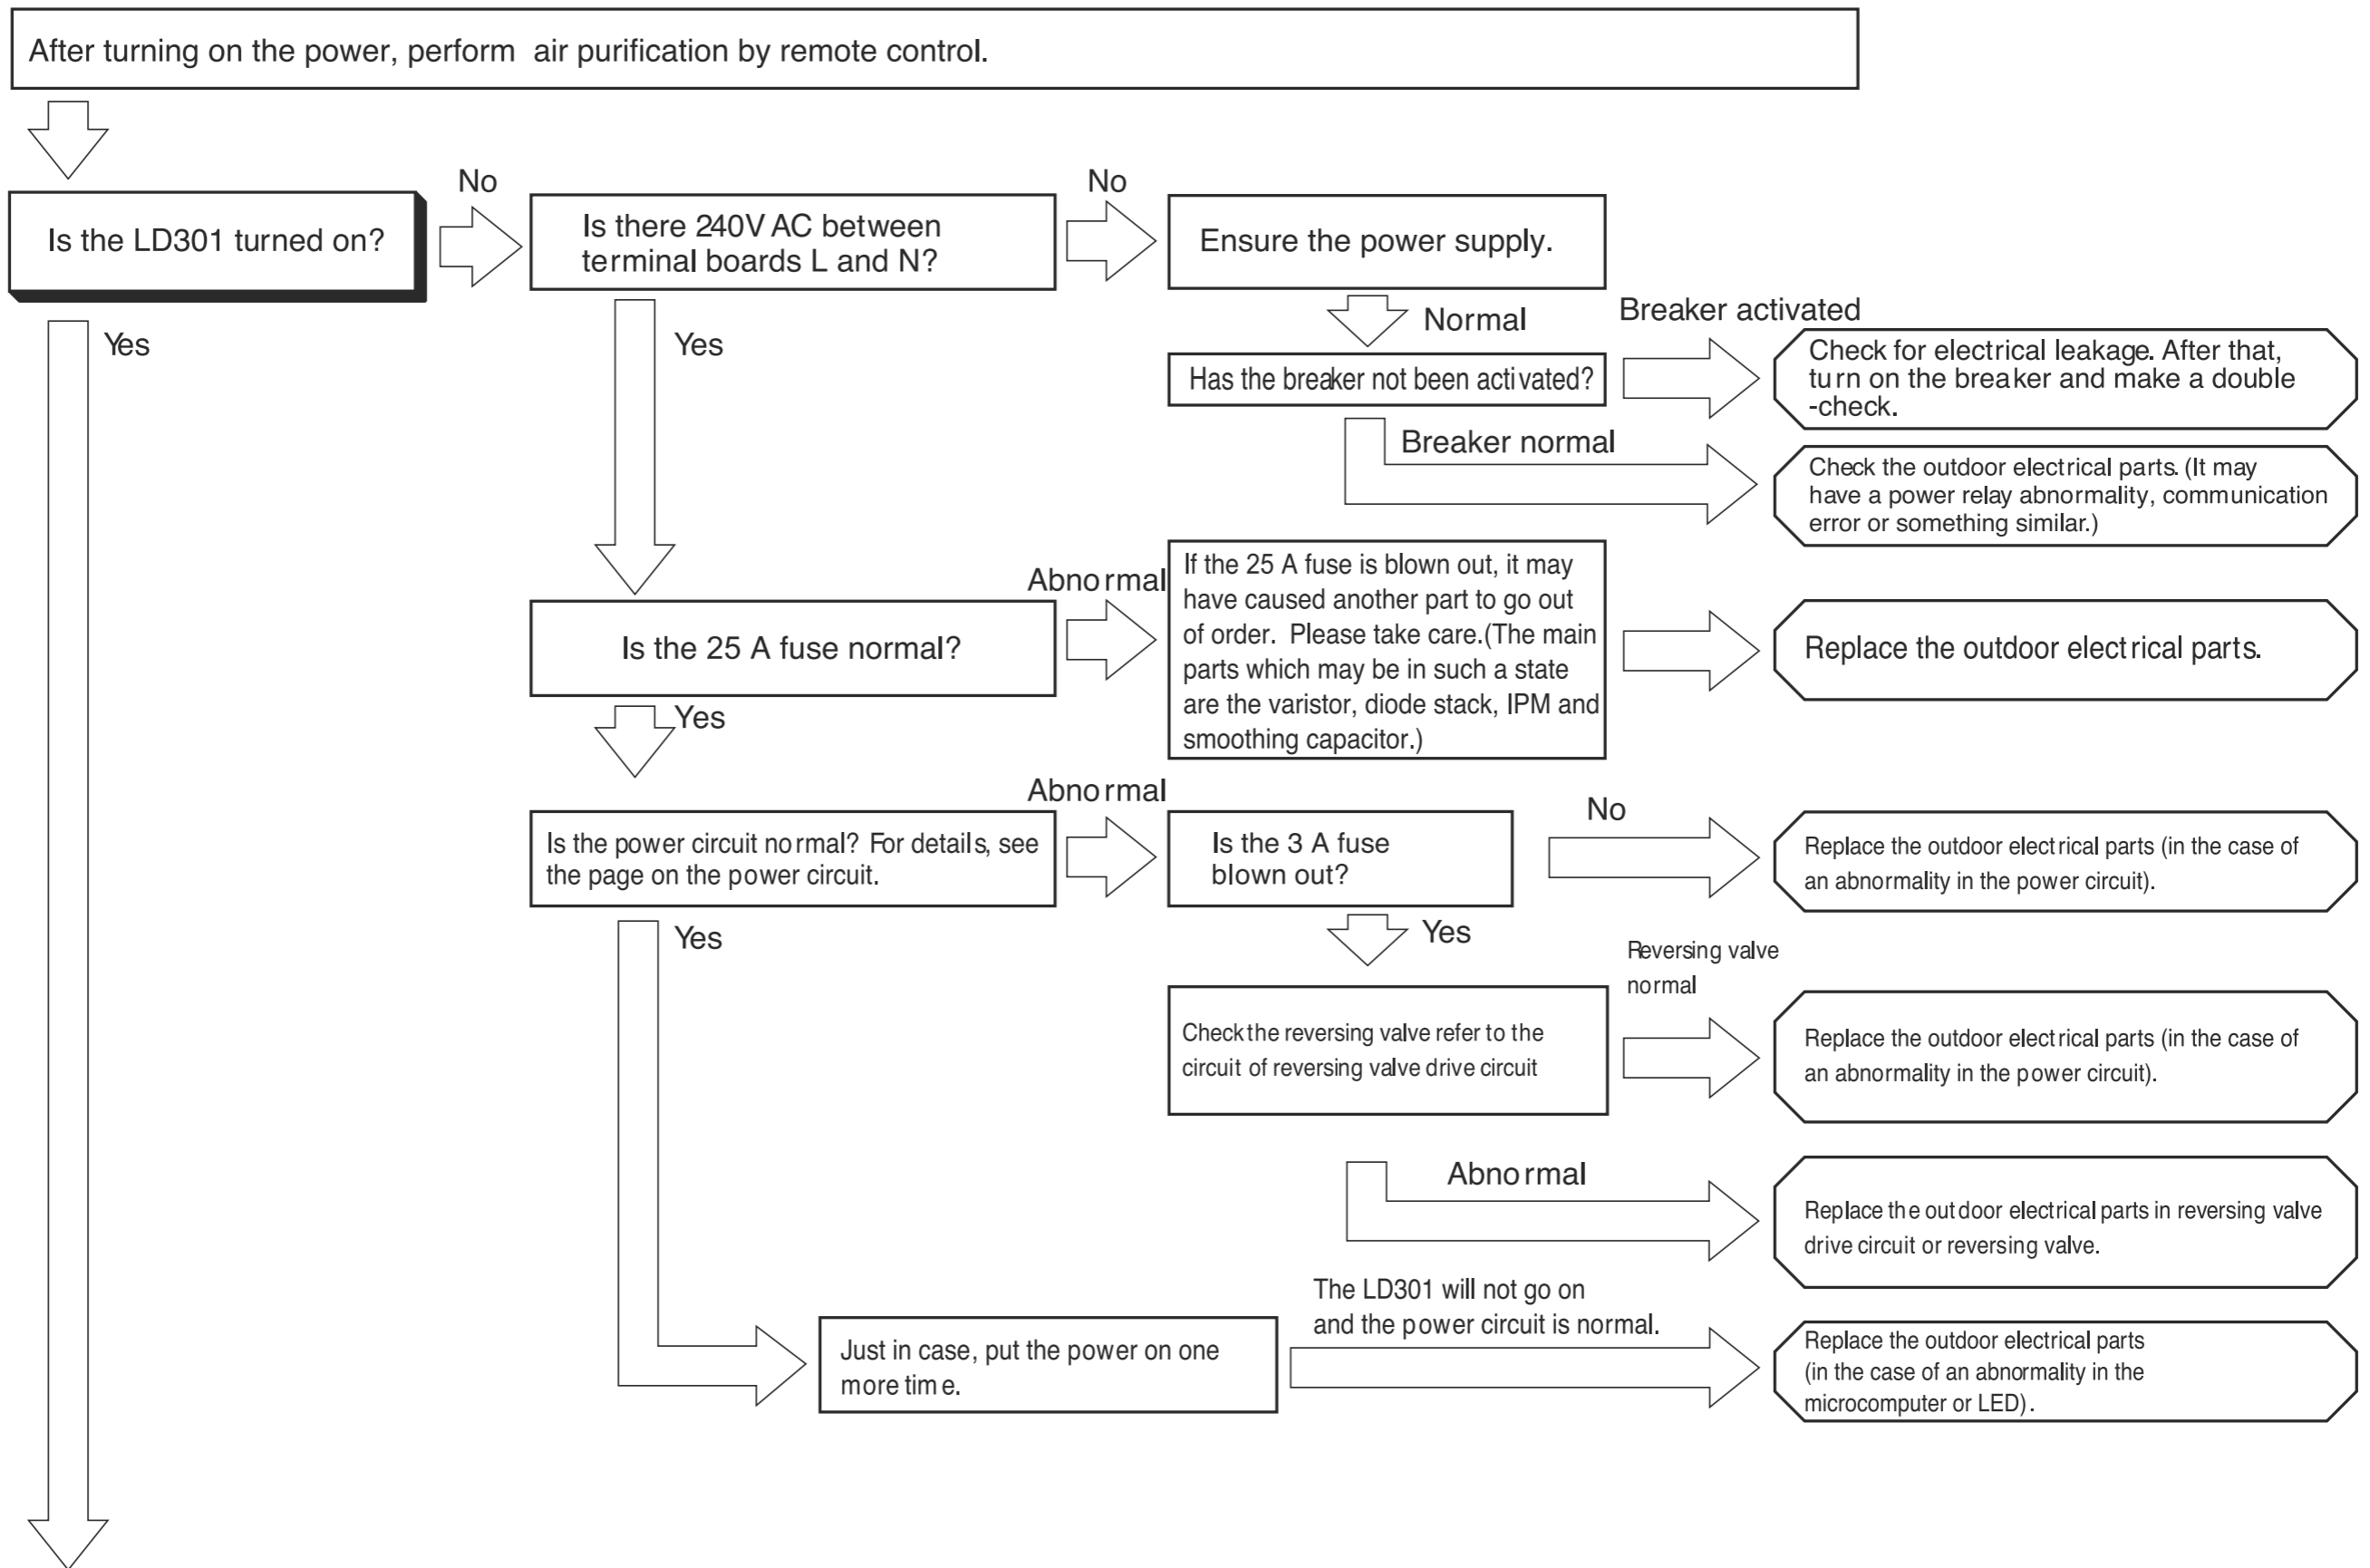 After turning on the power, perform air purification by remote control.
Is the LD301 turned on?
No
Is there 240V AC between
terminal boards L and N?
No
Ensure the power supply.
Yes
Yes
Normal
Breaker activated
Has the breaker not been activated?
Check for electrical leakage. After that,
turn on the breaker and make a double
-check.
Breaker normal
Check the outdoor electrical parts. (It may
have a power relay abnormality, communication
error or something similar.)
Is the 25 A fuse normal?
Abnormal
If the 25 A fuse is blown out, it may
have caused another part to go out
of order. Please take care.(The main
parts which may be in such a state
are the varistor, diode stack, IPM and
smoothing capacitor.)
Replace the outdoor electrical parts.
Yes
Is the power circuit normal? For details, see
the page on the power circuit.
Abnormal
Is the 3 A fuse
blown out?
No
Replace the outdoor electrical parts (in the case of
an abnormality in the power circuit).
Yes
Yes
Check the reversing valve refer to the
circuit of reversing valve drive circuit
Reversing valve
normal
Replace the outdoor electrical parts (in the case of
an abnormality in the power circuit).
Abnormal
Replace the outdoor electrical parts in reversing valve
drive circuit or reversing valve.
Just in case, put the power on one
more time.
The LD301 will not go on
and the power circuit is normal.
Replace the outdoor electrical parts
(in the case of an abnormality in the
microcomputer or LED).